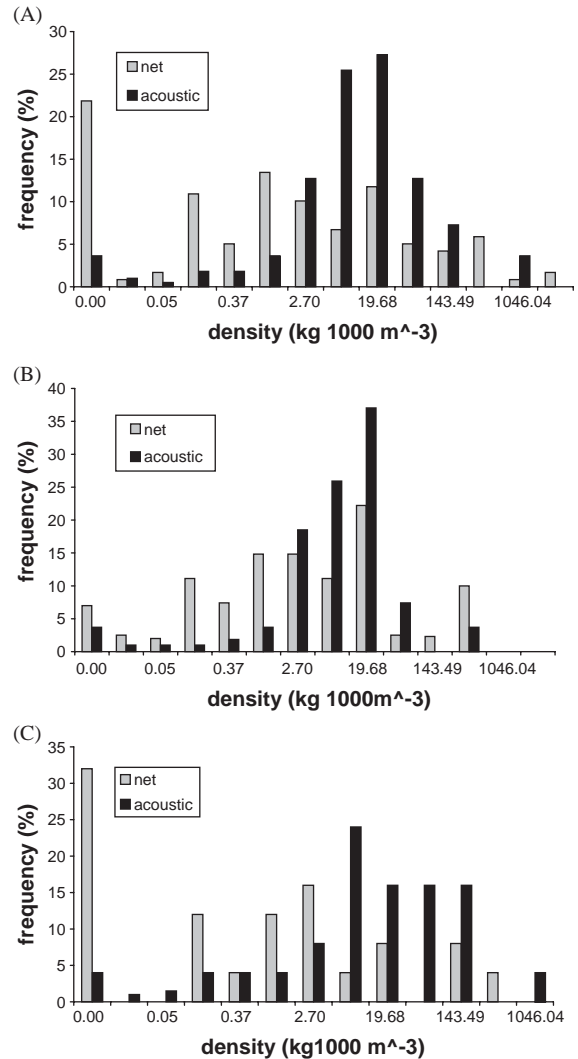 (A)
30
25
20
15
10
5
0
frequency (%)
net
acoustic
0.00 0.05 0.37 2.70 19.68 143.49 1046.04
density (kg 1000 m^-3)
(B)
40
35
30
25
20
15
10
5
0
frequency (%)
net
acoustic
0.00 0.05 0.37 2.70 19.68 143.49 1046.04
density (kg 1000m^-3)
(C)
35
30
25
20
15
10
5
0
frequency (%)
net
acoustic
0.00 0.05 0.37 2.70 19.68 143.49 1046.04
density (kg1000 m^-3)